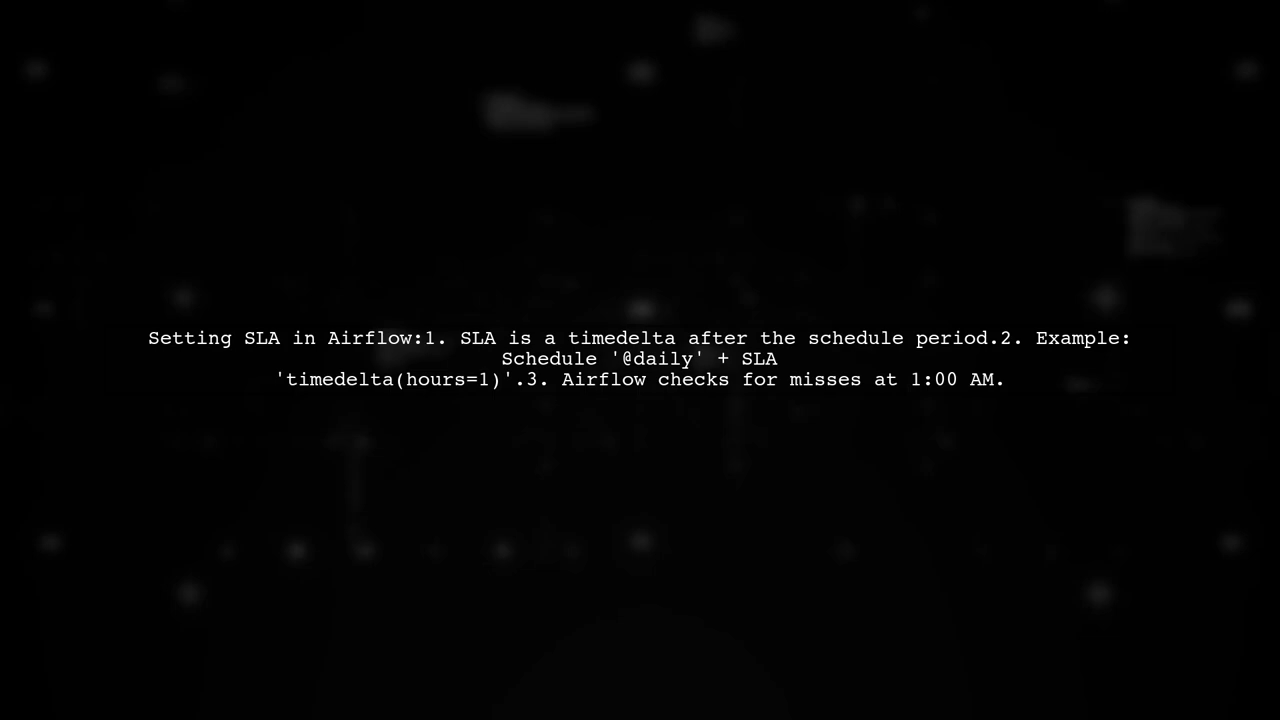 Setting SLA in Airflow:1. SLA is a timedelta after the schedule period.2. Example:
Schedule '@daily' + SLA
'timedelta(hours=1)'.3. Airflow checks for misses at 1:00 AM.